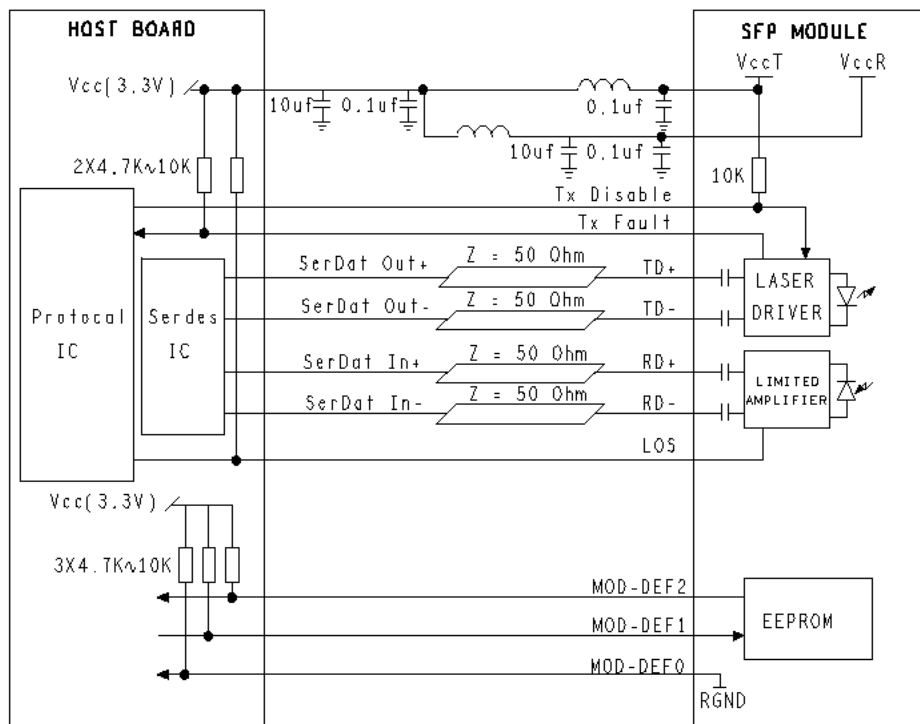 HOST BOARD
SFP MODULE
VccT
VccR
Vcc(3.3V)
10uf
0.1uf
0.1uf
10uf
0.1uf
2X4.7K~10K
10K
Tx Disable
Tx Fault
SerDat Out+
Z = 50 Ohm
TD+
SerDat Out-
Z = 50 Ohm
TD-
LASER
DRIVER
Protocal
IC
Serdes
IC
SerDat In+
Z = 50 Ohm
RD+
SerDat In-
Z = 50 Ohm
RD-
LIMITED
AMPLIFIER
LOS
Vcc(3.3V)
3X4.7K~10K
MOD-DEF2
MOD-DEF1
EEPROM
MOD-DEF0
RGND